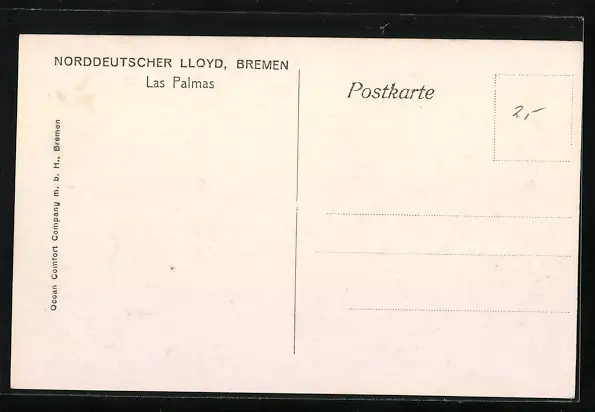 NORDDEUTSCHER LLOYD, BREMEN
Las Palmas
Ocean Comfort Company m. b. H., Bremen
Postkarte
2,-